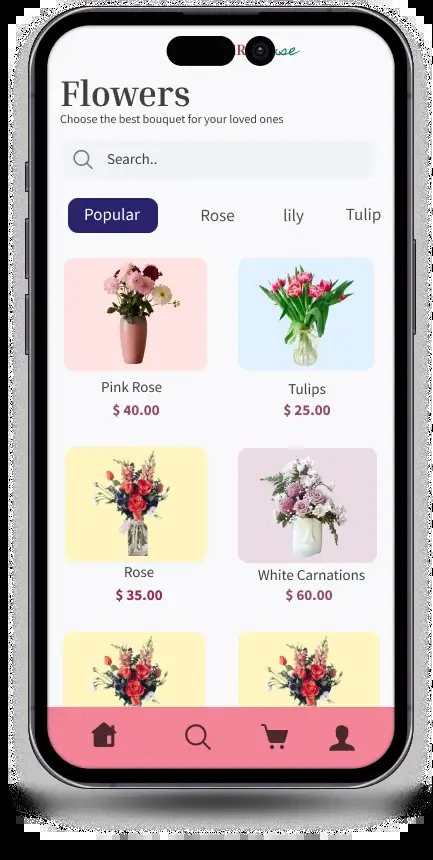 Flowers
Choose the best bouquet for your loved ones
Search..
Popular Rose lily Tulip
Pink Rose Tulips
$ 40.00 $ 25.00
Rose White Carnations
$ 35.00 $ 60.00